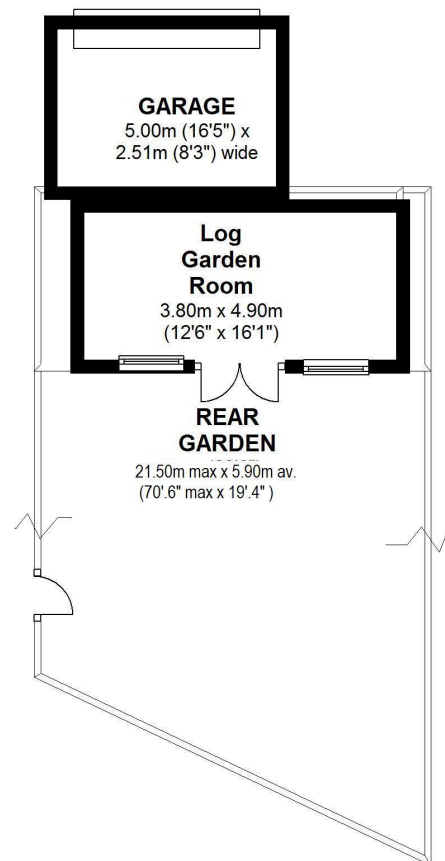 GARAGE
5.00m (16'5") x
2.51m (8'3") wide
Log
Garden
Room
3.80m x 4.90m
(12'6" x 16'1")
REAR
GARDEN
21.50m max x 5.90m av.
(70'.6" max x 19'.4" )